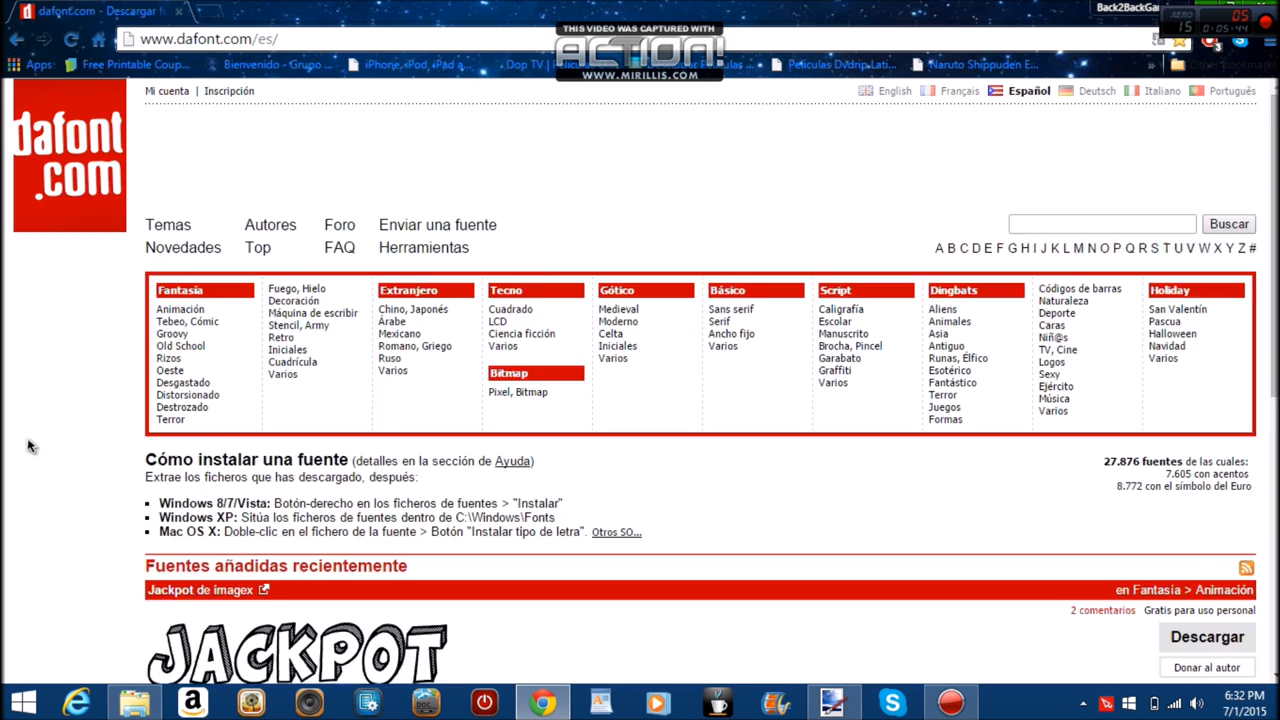 dafont.com - Descargar f
Back2BackGa
www.dafont.com/es/
THIS VIDEO WAS CAPTURED WITH
ACTION!
WWW.MIRILLIS.COM
AERO
15
05
0:05:44
Apps
Free Printable Coup...
Bienvenido - Grupo ...
iPhone, iPod, iPad a...
Dop TV | Película
Peliculas Dvdrip Lati...
Naruto Shippuden E...
Other bookmarks
dafont
.com
Mi cuenta | Inscripción
English Français Español Deutsch Italiano Português
Temas Autores Foro Enviar una fuente
Novedades Top FAQ Herramientas
Buscar
A B C D E F G H I J K L M N O P Q R S T U V W X Y Z #
Fantasía
Animación
Tebeo, Cómic
Groovy
Old School
Rizos
Oeste
Desgastado
Distorsionado
Destrozado
Terror
Fuego, Hielo
Decoración
Máquina de escribir
Stencil, Army
Retro
Iniciales
Cuadrícula
Varios
Extranjero
Chino, Japonés
Árabe
Mexicano
Romano, Griego
Ruso
Varios
Tecno
Cuadrado
LCD
Ciencia ficción
Varios
Bitmap
Pixel, Bitmap
Gótico
Medieval
Moderno
Celta
Iniciales
Varios
Básico
Sans serif
Serif
Ancho fijo
Varios
Script
Caligrafía
Escolar
Manuscrito
Brocha, Pincel
Garabato
Graffiti
Varios
Dingbats
Aliens
Animales
Asia
Antiguo
Runas, Élfico
Esotérico
Fantástico
Terror
Juegos
Formas
Códigos de barras
Naturaleza
Deporte
Caras
Niñ@s
TV, Cine
Logos
Sexy
Ejército
Música
Varios
Holiday
San Valentín
Pascua
Halloween
Navidad
Varios
Cómo instalar una fuente (detalles en la sección de Ayuda)
Extrae los ficheros que has descargado, después:
Windows 8/7/Vista: Botón-derecho en los ficheros de fuentes > "Instalar"
Windows XP: Sitúa los ficheros de fuentes dentro de C:\Windows\Fonts
Mac OS X: Doble-clic en el fichero de la fuente > Botón "Instalar tipo de letra". Otros SO...
27.876 fuentes de las cuales:
7.605 con acentos
8.772 con el símbolo del Euro
Fuentes añadidas recientemente
Jackpot de imagex
en Fantasía > Animación
2 comentarios Gratis para uso personal
JACKPOT
Descargar
Donar al autor
6:32 PM
7/1/2015